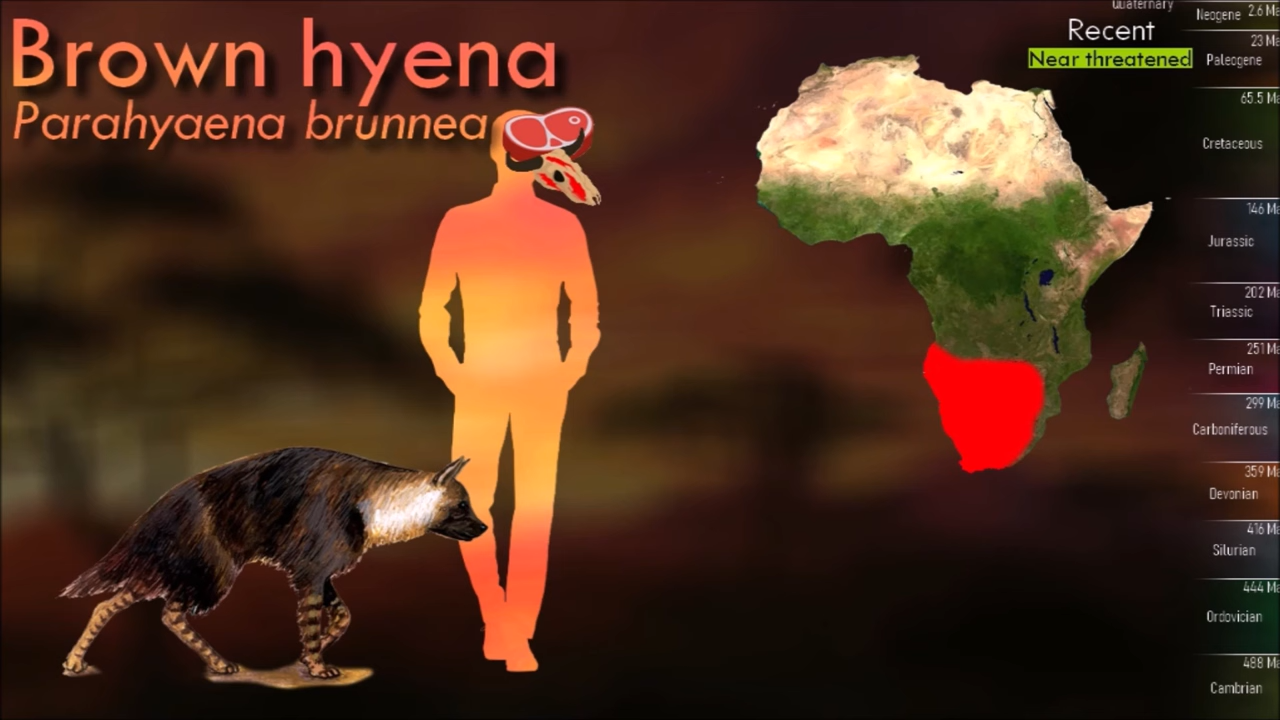 Brown hyena
Parahyaena brunnea
Recent
Near threatened
Quaternary
2.6 Ma
Neogene
23 Ma
Paleogene
65.5 Ma
Cretaceous
146 Ma
Jurassic
202 Ma
Triassic
251 Ma
Permian
299 Ma
Carboniferous
359 Ma
Devonian
416 Ma
Silurian
444 Ma
Ordovician
488 Ma
Cambrian